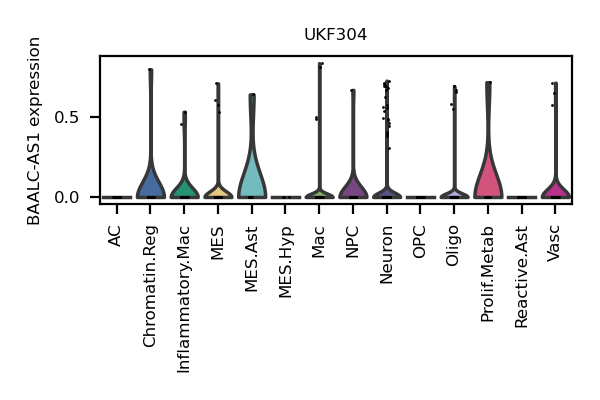 UKF304
BAALC-AS1 expression
0.5
0.0
AC
Chromatin.Reg
Inflammatory.Mac
MES
MES.Ast
MES.Hyp
Mac
NPC
Neuron
OPC
Oligo
Prolif.Metab
Reactive.Ast
Vasc